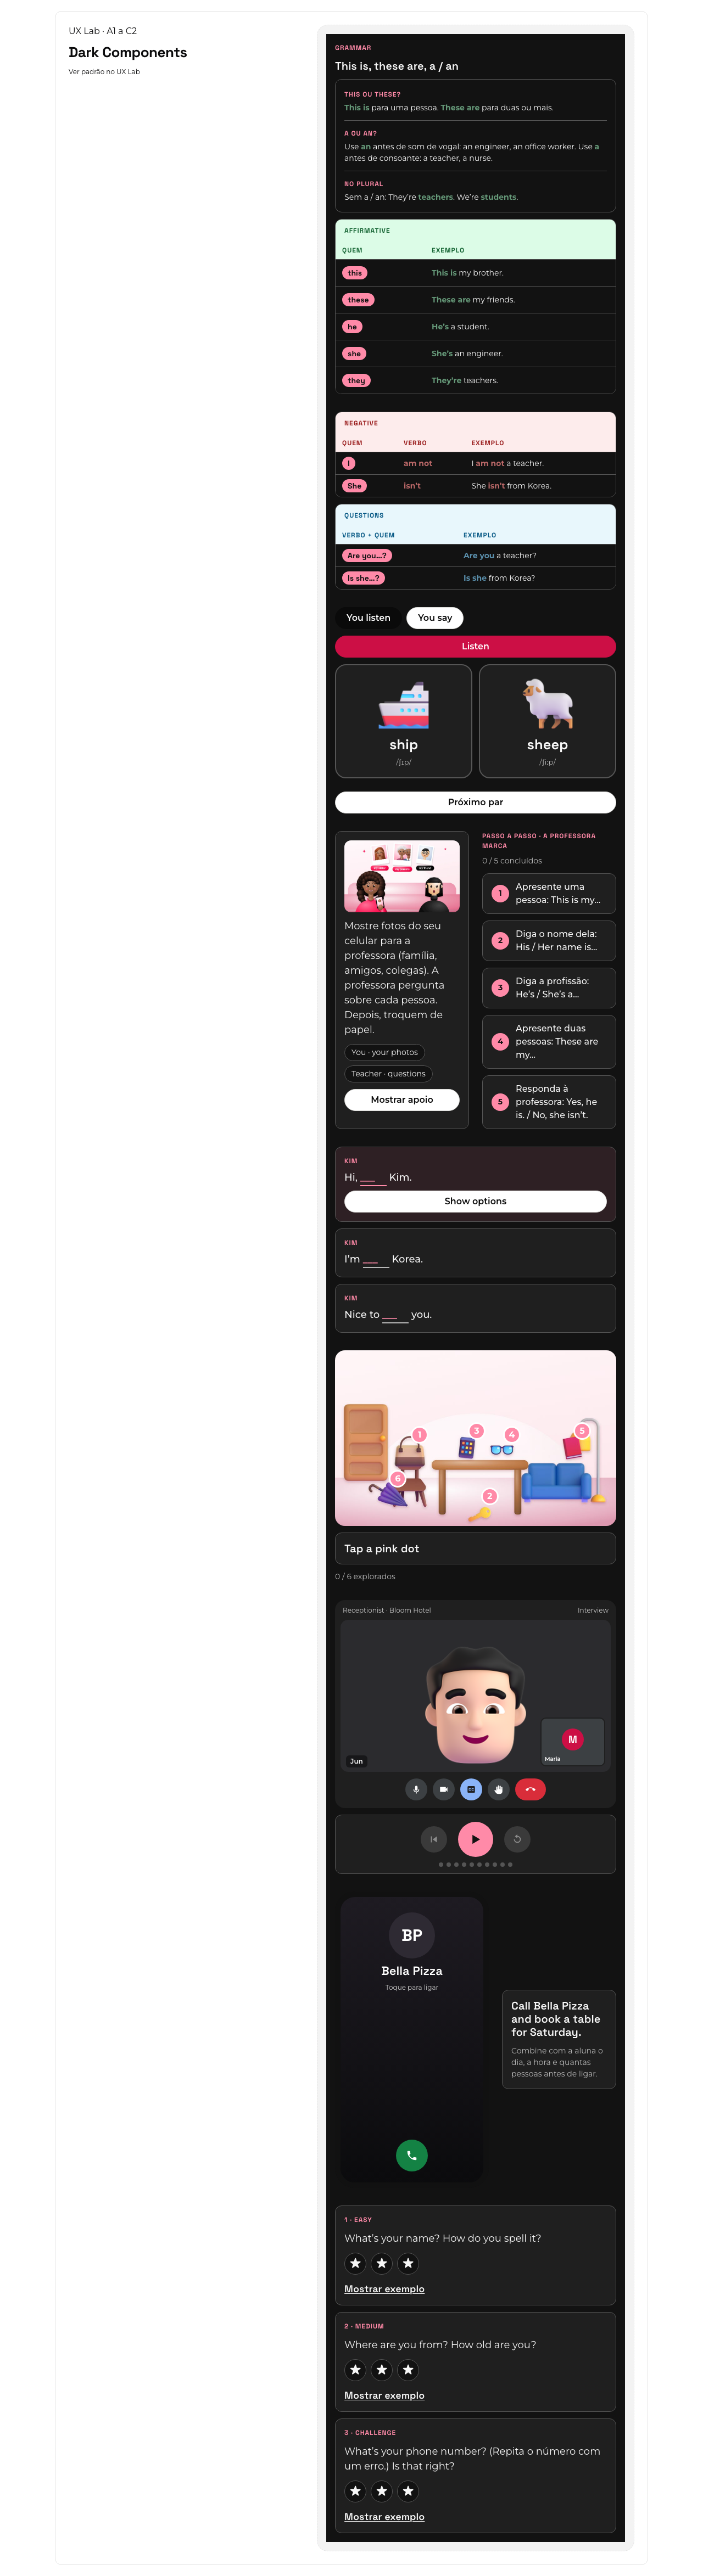 UX Lab · A1 a C2
Dark Components
Ver padrão no UX Lab
GRAMMAR
This is, these are, a / an
THIS OU THESE?
This is para uma pessoa. These are para duas ou mais.
A OU AN?
Use an antes de som de vogal: an engineer, an office worker. Use a
antes de consoante: a teacher, a nurse.
NO PLURAL
Sem a / an: They're teachers. We're students.
AFFIRMATIVE
QUEM EXEMPLO
this This is my brother.
these These are my friends.
he He's a student.
she She's an engineer.
they They're teachers.
NEGATIVE
QUEM VERBO EXEMPLO
I am not I am not a teacher.
She isn't She isn't from Korea.
QUESTIONS
VERBO + QUEM EXEMPLO
Are you…? Are you a teacher?
Is she…? Is she from Korea?
You listen You say
Listen
ship sheep
/ʃɪp/ /ʃiːp/
Próximo par
Mostre fotos do seu
celular para a
professora (família,
amigos, colegas). A
professora pergunta
sobre cada pessoa.
Depois, troquem de
papel.
You · your photos
Teacher · questions
Mostrar apoio
PASSO A PASSO · A PROFESSORA
MARCA
0 / 5 concluídos
1 Apresente uma
pessoa: This is my…
2 Diga o nome dela:
His / Her name is…
3 Diga a profissão:
He's / She's a…
4 Apresente duas
pessoas: These are
my…
5 Responda à
professora: Yes, he
is. / No, she isn't.
KIM
Hi, ___ Kim.
Show options
KIM
I'm ___ Korea.
KIM
Nice to ___ you.
1
3
4
5
6
2
Tap a pink dot
0 / 6 explorados
Receptionist · Bloom Hotel Interview
M
Jun Maria
BP
Bella Pizza
Toque para ligar
Call Bella Pizza
and book a table
for Saturday.
Combine com a aluna o
dia, a hora e quantas
pessoas antes de ligar.
1 · EASY
What's your name? How do you spell it?
Mostrar exemplo
2 · MEDIUM
Where are you from? How old are you?
Mostrar exemplo
3 · CHALLENGE
What's your phone number? (Repita o número com
um erro.) Is that right?
Mostrar exemplo